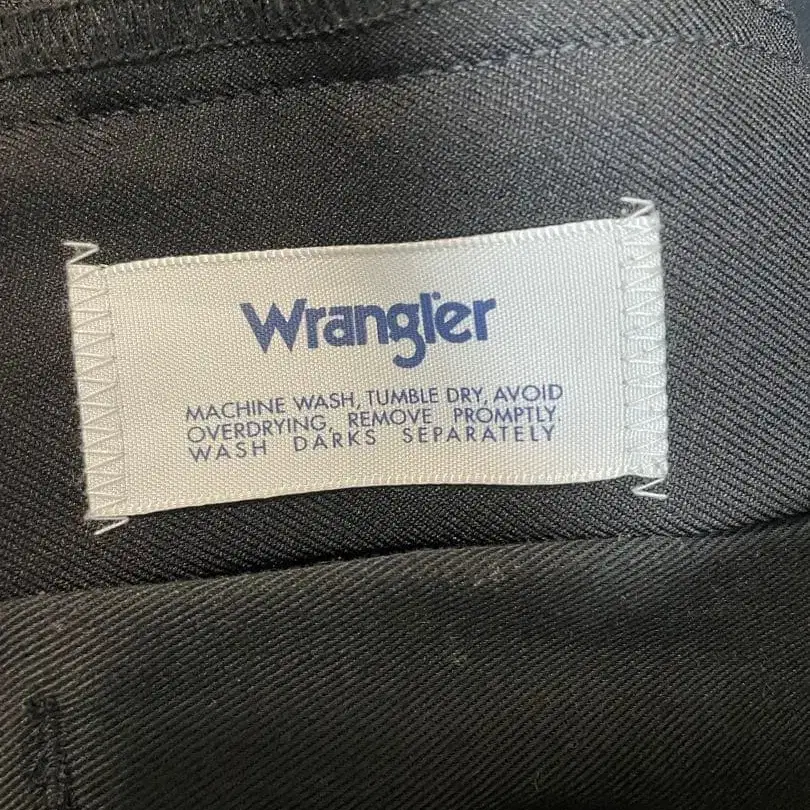 Wrangler
MACHINE WASH, TUMBLE DRY, AVOID
OVERDRYING, REMOVE PROMPTLY
WASH DARKS SEPARATELY